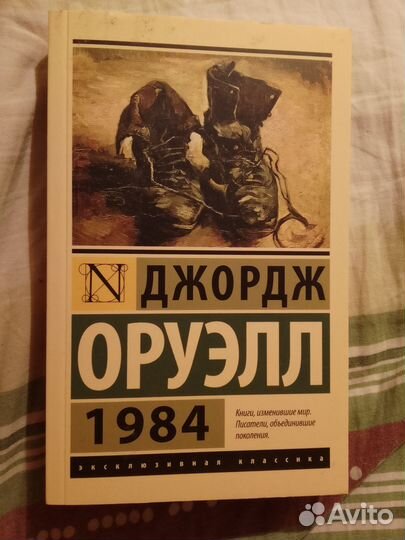 N
ДЖОРДЖ
ОРУЭЛЛ
1984
Книги, изменившие мир.
Писатели, объединившие
поколения.
эксклюзивная классика
Avito